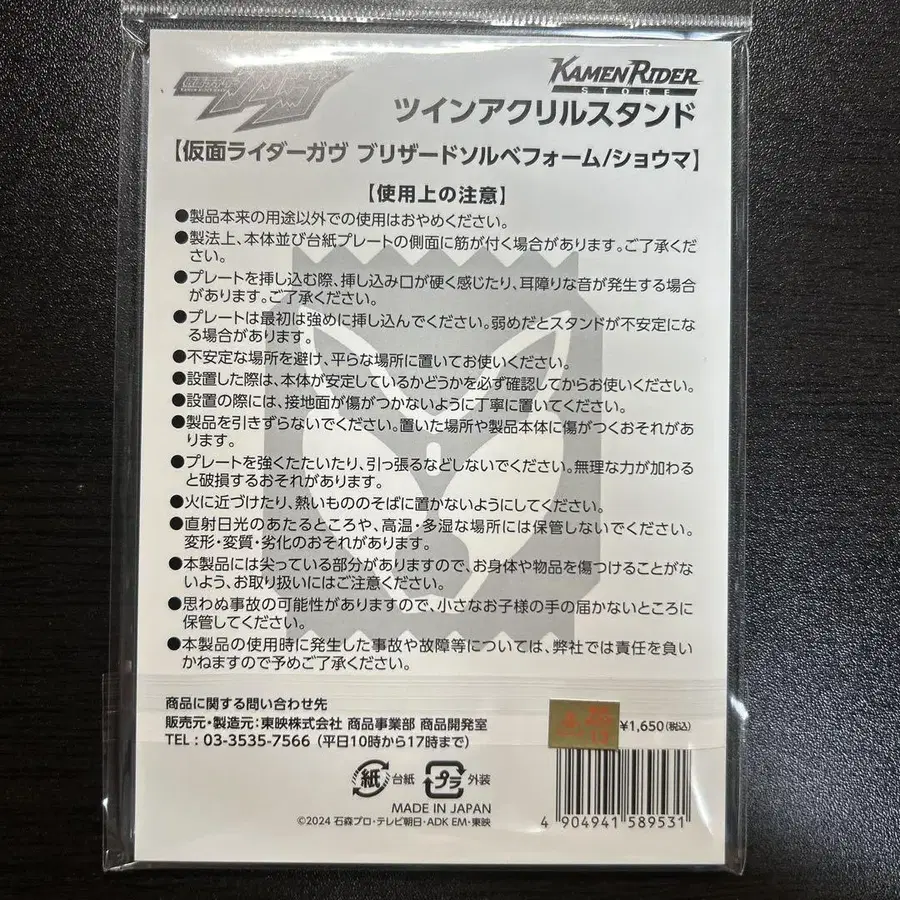 仮面ライダー
ガヴ
KAMEN RIDER
STORE
ツインアクリルスタンド
【仮面ライダーガヴ ブリザードソルベフォーム/ショウマ】
【使用上の注意】
●製品本来の用途以外での使用はおやめください。
●製法上、本体並び台紙プレートの側面に筋が付く場合があります。ご了承くだ
さい。
●プレートを挿し込む際、挿し込み口が硬く感じたり、耳障りな音が発生する場合
があります。ご了承ください。
●プレートは最初は強めに挿し込んでください。弱めだとスタンドが不安定にな
る場合があります。
●不安定な場所を避け、平らな場所に置いてお使いください。
●設置した際は、本体が安定しているかどうかを必ず確認してからお使いください。
●設置の際には、接地面が傷がつかないように丁寧に置いてください。
●製品を引きずらないでください。置いた場所や製品本体に傷がつくおそれがあ
ります。
●プレートを強くたたいたり、引っ張るなどしないでください。無理な力が加わる
と破損するおそれがあります。
●火に近づけたり、熱いもののそばに置かないようにしてください。
●直射日光のあたるところや、高温・多湿な場所には保管しないでください。
変形・変質・劣化のおそれがあります。
●本製品には尖っている部分がありますので、お身体や物品を傷つけることがな
いよう、お取り扱いにはご注意ください。
●思わぬ事故の可能性がありますので、小さなお子様の手の届かないところに
保管してください。
●本製品の使用時に発生した事故や故障等については、弊社では責任を負い
かねますので予めご了承ください。
商品に関する問い合わせ先
販売元・製造元：東映株式会社 商品事業部 商品開発室
TEL：03-3535-7566（平日10時から17時まで）
¥1,650(税込)
紙 台紙 プラ 外装
MADE IN JAPAN
©2024 石森プロ・テレビ朝日・ADK EM・東映
4 904941 589531